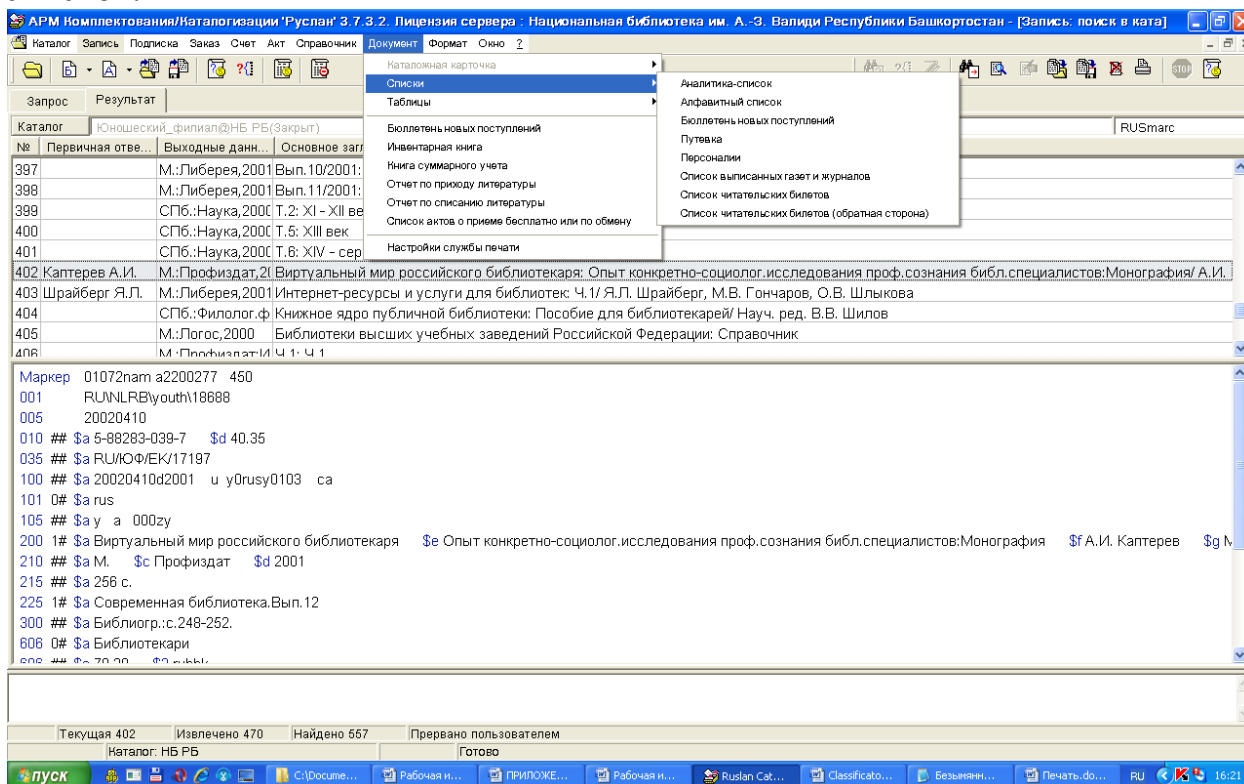 АРМ Комплектования/Каталогизации 'Руслан' 3.7.3.2. Лицензия сервера : Национальная библиотека им. А.-З. Валиди Республики Башкортостан - [Запись: поиск в ката]
Каталог Запись Подписка Заказ Счет Акт Справочник Документ Формат Окно ?
Каталожная карточка
Списки
Таблицы
Бюллетень новых поступлений
Инвентарная книга
Книга суммарного учета
Отчет по приходу литературы
Отчет по списанию литературы
Список актов о приеме бесплатно или по обмену
Настройки службы печати
Аналитика-список
Алфавитный список
Бюллетень новых поступлений
Путевка
Персоналии
Список выписанных газет и журналов
Список читательских билетов
Список читательских билетов (обратная сторона)
Запрос Результат
Каталог Юношеский_филиал@НБ РБ(Закрыт) RUSmarc
№ Первичная отве... Выходные данн... Основное загл
397 М.:Либерея,2001 Вып.10/2001:
398 М.:Либерея,2001 Вып.11/2001:
399 СПб.:Наука,2000 Т.2: XI - XII ве
400 СПб.:Наука,2000 Т.5: XIII век
401 СПб.:Наука,2000 Т.6: XIV - сер
402 Каптерев А.И. М.:Профиздат,2( Виртуальный мир российского библиотекаря: Опыт конкретно-социолог.исследования проф.сознания библ.специалистов:Монография/ А.И.
403 Шрайберг Я.Л. М.:Либерея,2001 Интернет-ресурсы и услуги для библиотек: Ч.1/ Я.Л. Шрайберг, М.В. Гончаров, О.В. Шлыкова
404 СПб.:Филолог.ф Книжное ядро публичной библиотеки: Пособие для библиотекарей/ Науч. ред. В.В. Шилов
405 М.:Логос,2000 Библиотеки высших учебных заведений Российской Федерации: Справочник
406 М.:Профиздат:И Ч.1: Ч.1
Маркер 01072nam a2200277 450
001 RU\NLRB\youth\18688
005 20020410
010 ## $a 5-88283-039-7 $d 40.35
035 ## $a RU/ЮФ/ЕК/17197
100 ## $a 20020410d2001 u y0rusy0103 ca
101 0# $a rus
105 ## $a y a 000zy
200 1# $a Виртуальный мир российского библиотекаря $e Опыт конкретно-социолог.исследования проф.сознания библ.специалистов:Монография $f А.И. Каптерев $g
210 ## $a М. $c Профиздат $d 2001
215 ## $a 256 с.
225 1# $a Современная библиотека.Вып.12
300 ## $a Библиогр.:с.248-252.
606 0# $a Библиотекари
Текущая 402 Извлечено 470 Найдено 557 Прервано пользователем
Каталог: НБ РБ Готово
пуск C:\Docume... Рабочая и... ПРИЛОЖЕ... Рабочая и... Ruslan Cat... Classificato... Безымянн... Печать.do... RU 16:21